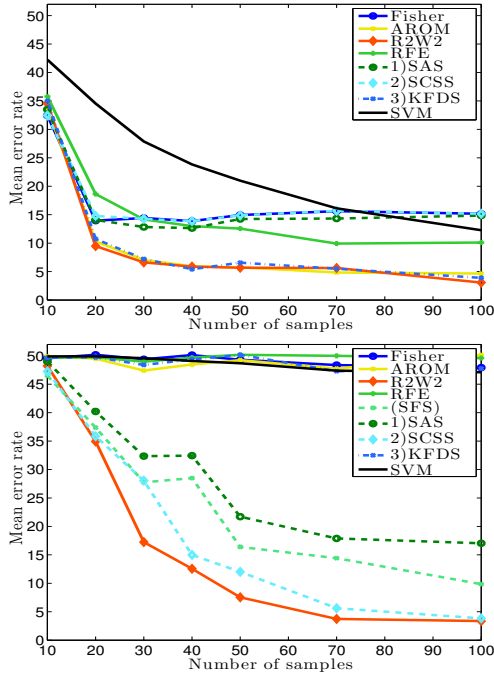 Mean error rate
50
45
40
35
30
25
20
15
10
5
0
Fisher
AROM
R2W2
RFE
1)SAS
2)SCSS
3)KFDS
SVM
10 20 30 40 50 60 70 80 90 100
Number of samples
Mean error rate
50
45
40
35
30
25
20
15
10
5
0
Fisher
AROM
R2W2
RFE
(SFS)
1)SAS
2)SCSS
3)KFDS
SVM
10 20 30 40 50 60 70 80 90 100
Number of samples